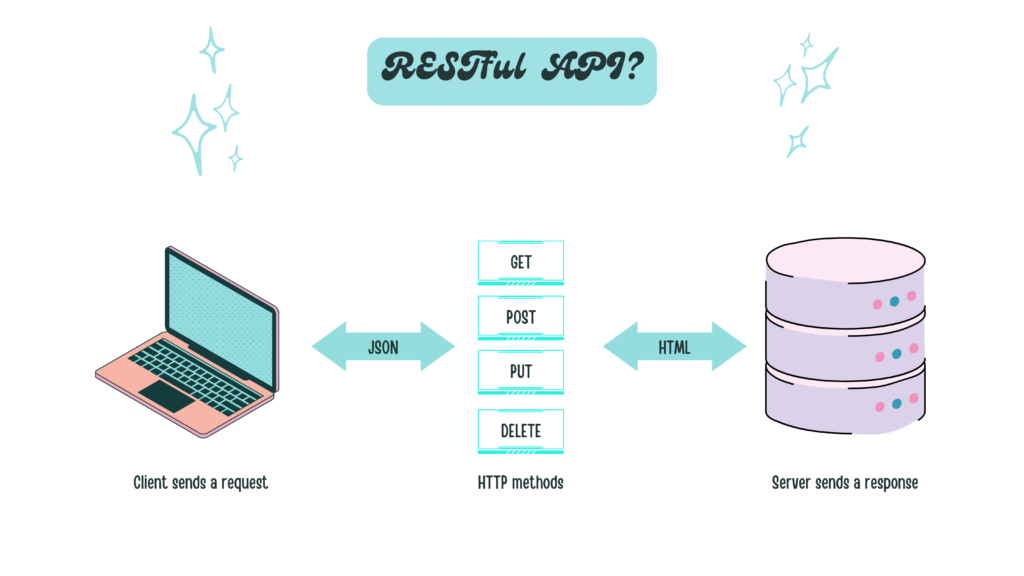 RESTful API?
GET
POST
JSON
HTML
PUT
DELETE
Client sends a request
HTTP methods
Server sends a response